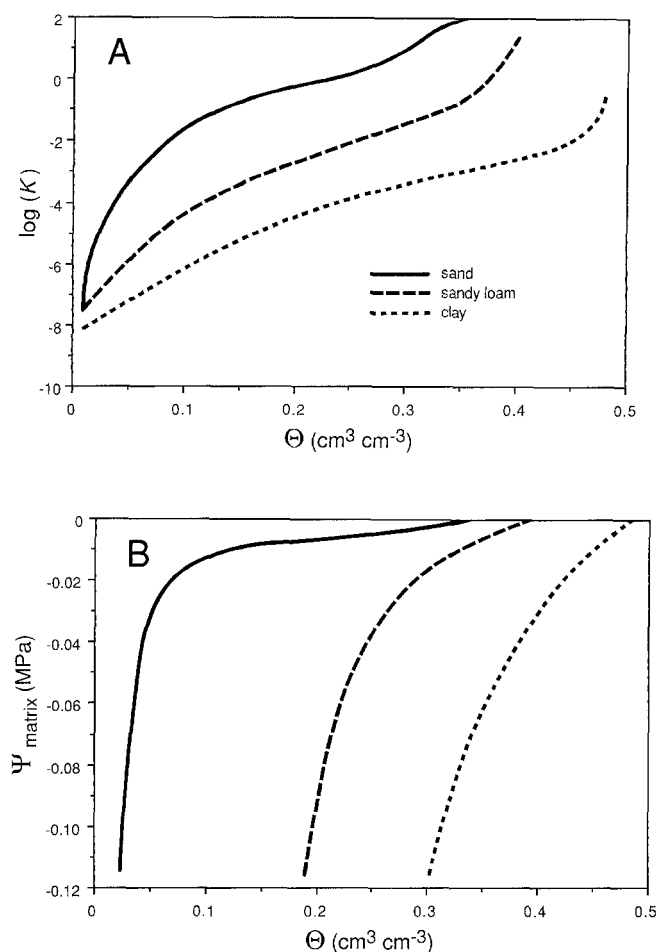 A
log (K)
2
0
-2
-4
-6
-8
-10
sand
sandy loam
clay
0
0.1
0.2
0.3
0.4
0.5
Θ (cm³ cm⁻³)
B
Ψmatrix (MPa)
0
-0.02
-0.04
-0.06
-0.08
-0.10
-0.12
0
0.1
0.2
0.3
0.4
0.5
Θ (cm³ cm⁻³)